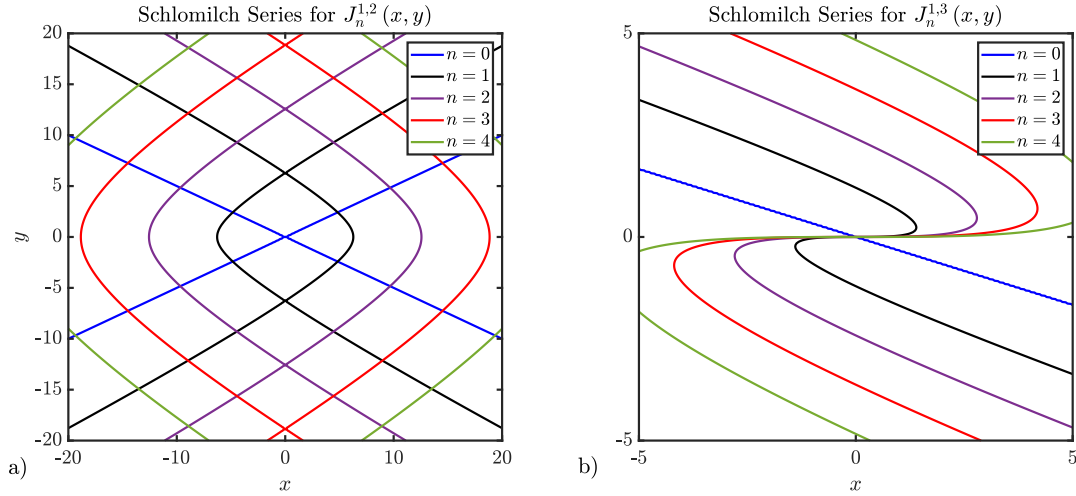 Schlomilch Series for $J_n^{1,2}(x, y)$
20
15
10
5
0
-5
-10
-15
-20
y
-20
-10
0
10
20
x
n = 0
n = 1
n = 2
n = 3
n = 4
a)
Schlomilch Series for $J_n^{1,3}(x, y)$
5
0
-5
-5
0
5
x
n = 0
n = 1
n = 2
n = 3
n = 4
b)